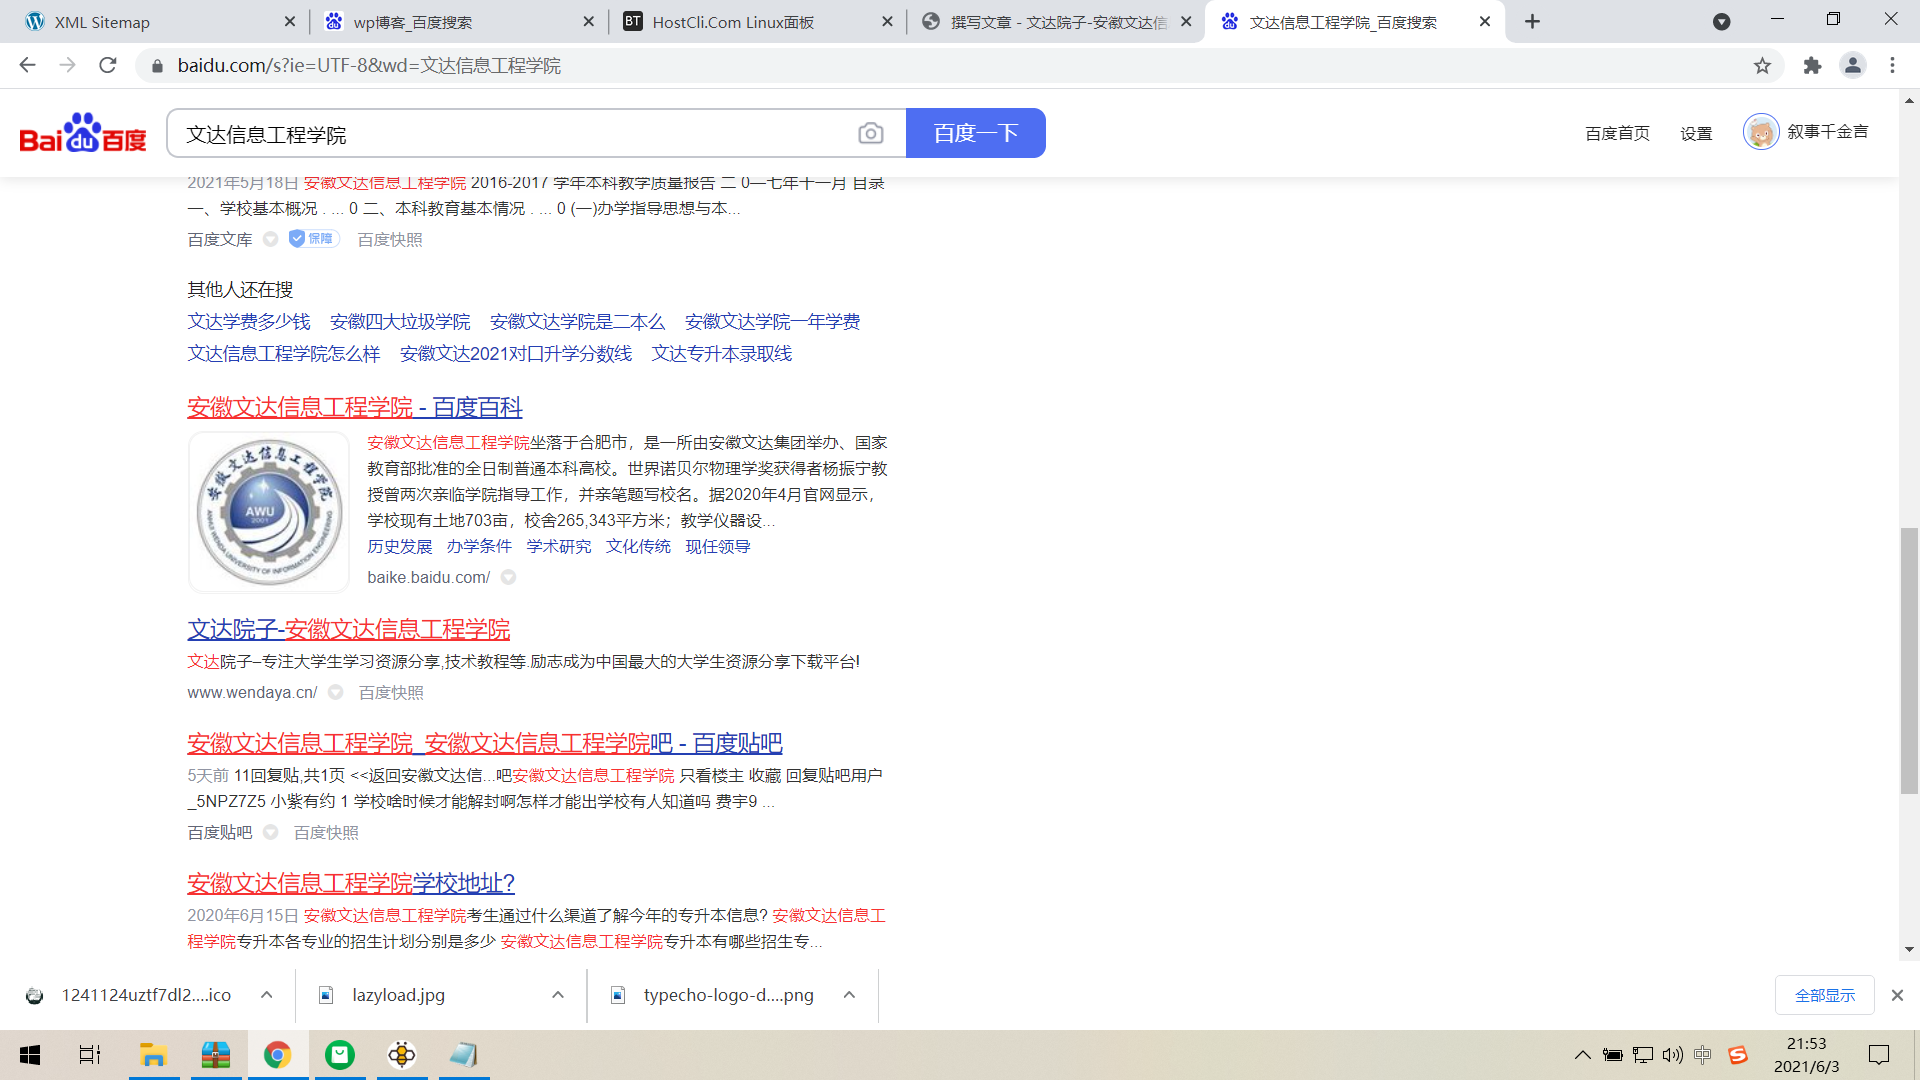 XML Sitemap
wp博客_百度搜索
BT HostCli.Com Linux面板
撰写文章 - 文达院子-安徽文达信
文达信息工程学院_百度搜索
baidu.com/s?ie=UTF-8&wd=文达信息工程学院
Bai du 百度
文达信息工程学院
百度一下
百度首页 设置 叙事千金言
2021年5月18日 安徽文达信息工程学院 2016-2017 学年本科教学质量报告 二 0—七年十一月 目录
一、学校基本概况 . ... 0 二、本科教育基本情况 . ... 0 (一)办学指导思想与本...
百度文库 保障 百度快照
其他人还在搜
文达学费多少钱 安徽四大垃圾学院 安徽文达学院是二本么 安徽文达学院一年学费
文达信息工程学院怎么样 安徽文达2021对口升学分数线 文达专升本录取线
安徽文达信息工程学院 - 百度百科
安徽文达信息工程学院
AWU
2001
ANHUI WENDA UNIVERSITY OF INFORMATION ENGINEERING
安徽文达信息工程学院坐落于合肥市，是一所由安徽文达集团举办、国家
教育部批准的全日制普通本科高校。世界诺贝尔物理学奖获得者杨振宁教
授曾两次亲临学院指导工作，并亲笔题写校名。据2020年4月官网显示，
学校现有土地703亩，校舍265,343平方米；教学仪器设...
历史发展 办学条件 学术研究 文化传统 现任领导
baike.baidu.com/
文达院子-安徽文达信息工程学院
文达院子–专注大学生学习资源分享,技术教程等.励志成为中国最大的大学生资源分享下载平台!
www.wendaya.cn/ 百度快照
安徽文达信息工程学院_安徽文达信息工程学院吧 - 百度贴吧
5天前 11回复贴,共1页 <<返回安徽文达信...吧安徽文达信息工程学院 只看楼主 收藏 回复贴吧用户
_5NPZ7Z5 小紫有约 1 学校啥时候才能解封啊怎样才能出学校有人知道吗 费宇9 ...
百度贴吧 百度快照
安徽文达信息工程学院学校地址?
2020年6月15日 安徽文达信息工程学院考生通过什么渠道了解今年的专升本信息? 安徽文达信息工
程学院专升本各专业的招生计划分别是多少 安徽文达信息工程学院专升本有哪些招生专...
1241124uztf7dl2....ico
lazyload.jpg
typecho-logo-d....png
全部显示
中
21:53
2021/6/3